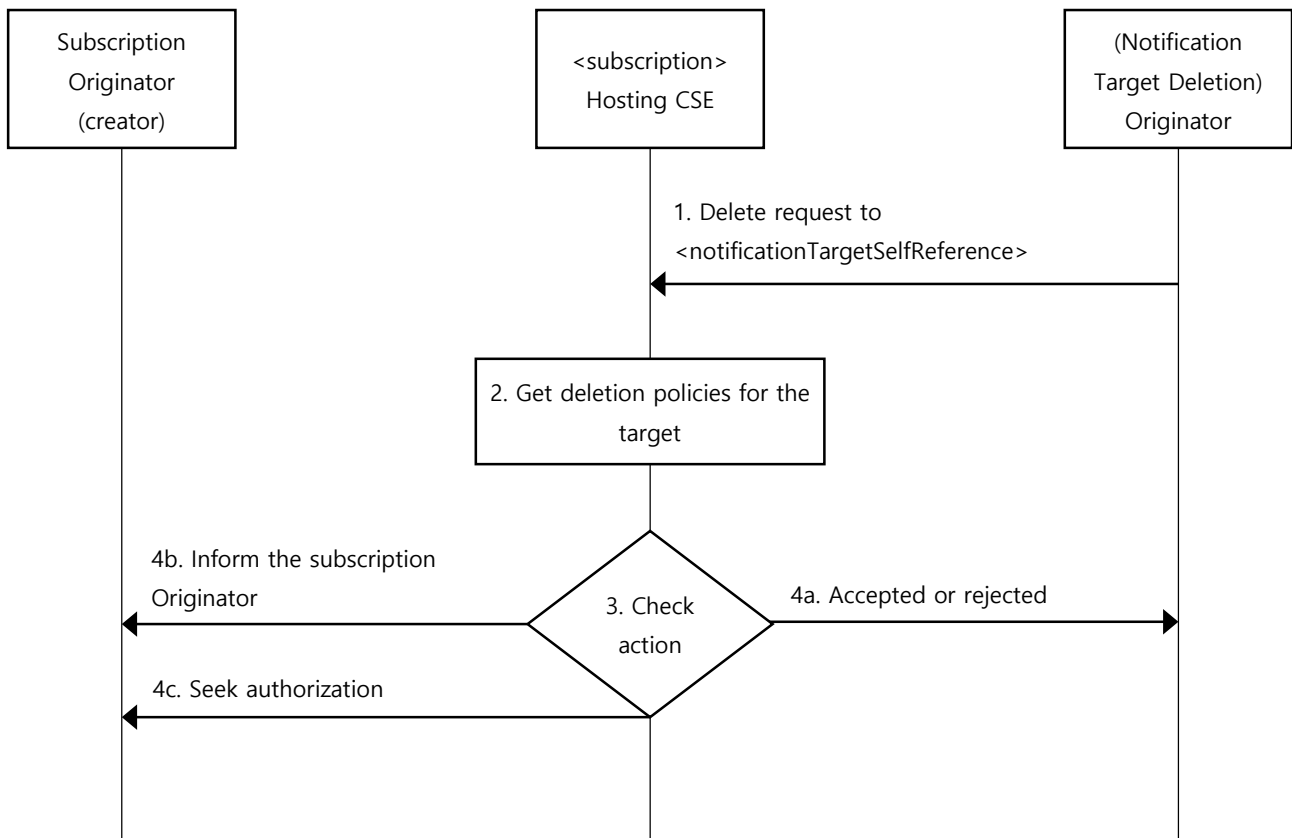 Subscription
Originator
(creator)
<subscription>
Hosting CSE
(Notification
Target Deletion)
Originator
1. Delete request to
<notificationTargetSelfReference>
2. Get deletion policies for the
target
4b. Inform the subscription
Originator
3. Check
action
4a. Accepted or rejected
4c. Seek authorization